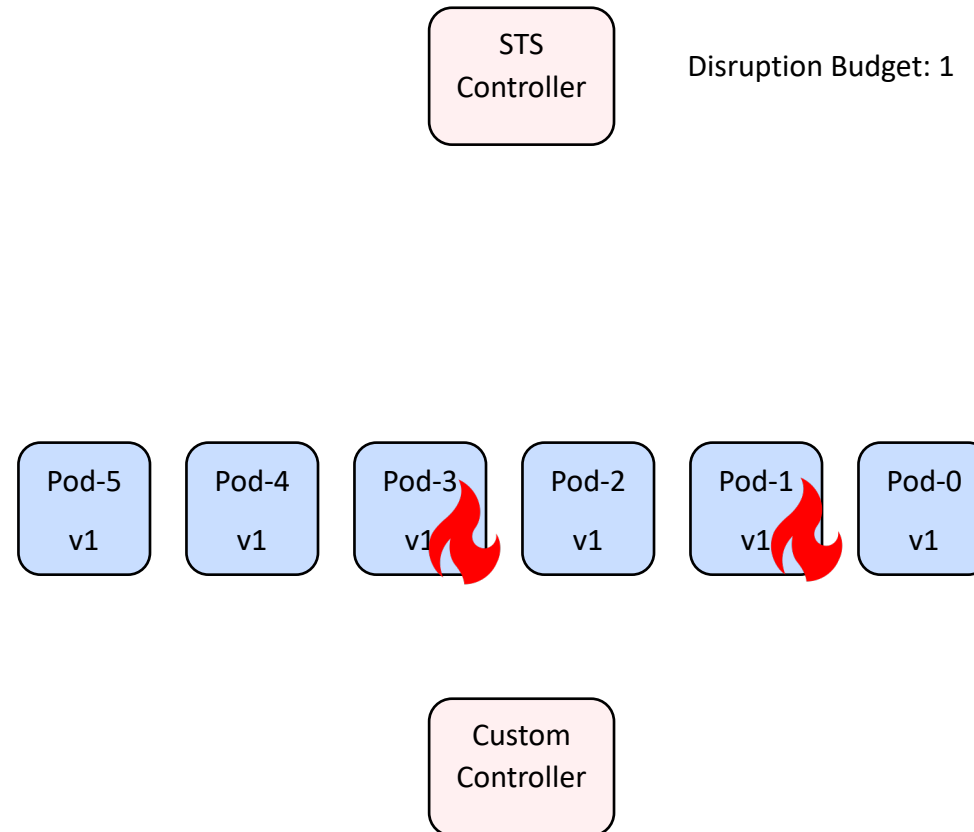 STS
Controller
Disruption Budget: 1
Pod-5
v1
Pod-4
v1
Pod-3
v1
Pod-2
v1
Pod-1
v1
Pod-0
v1
Custom
Controller